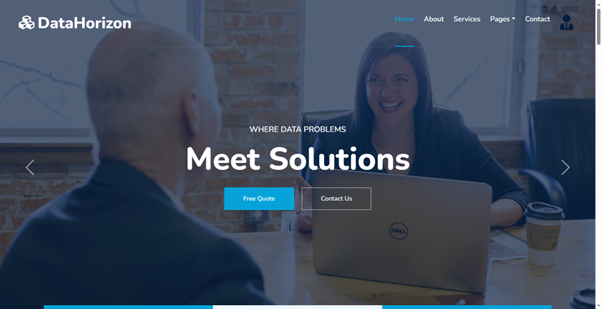 DataHorizon
Home About Services Pages Contact
WHERE DATA PROBLEMS
Meet Solutions
Free Quote Contact Us
DELL